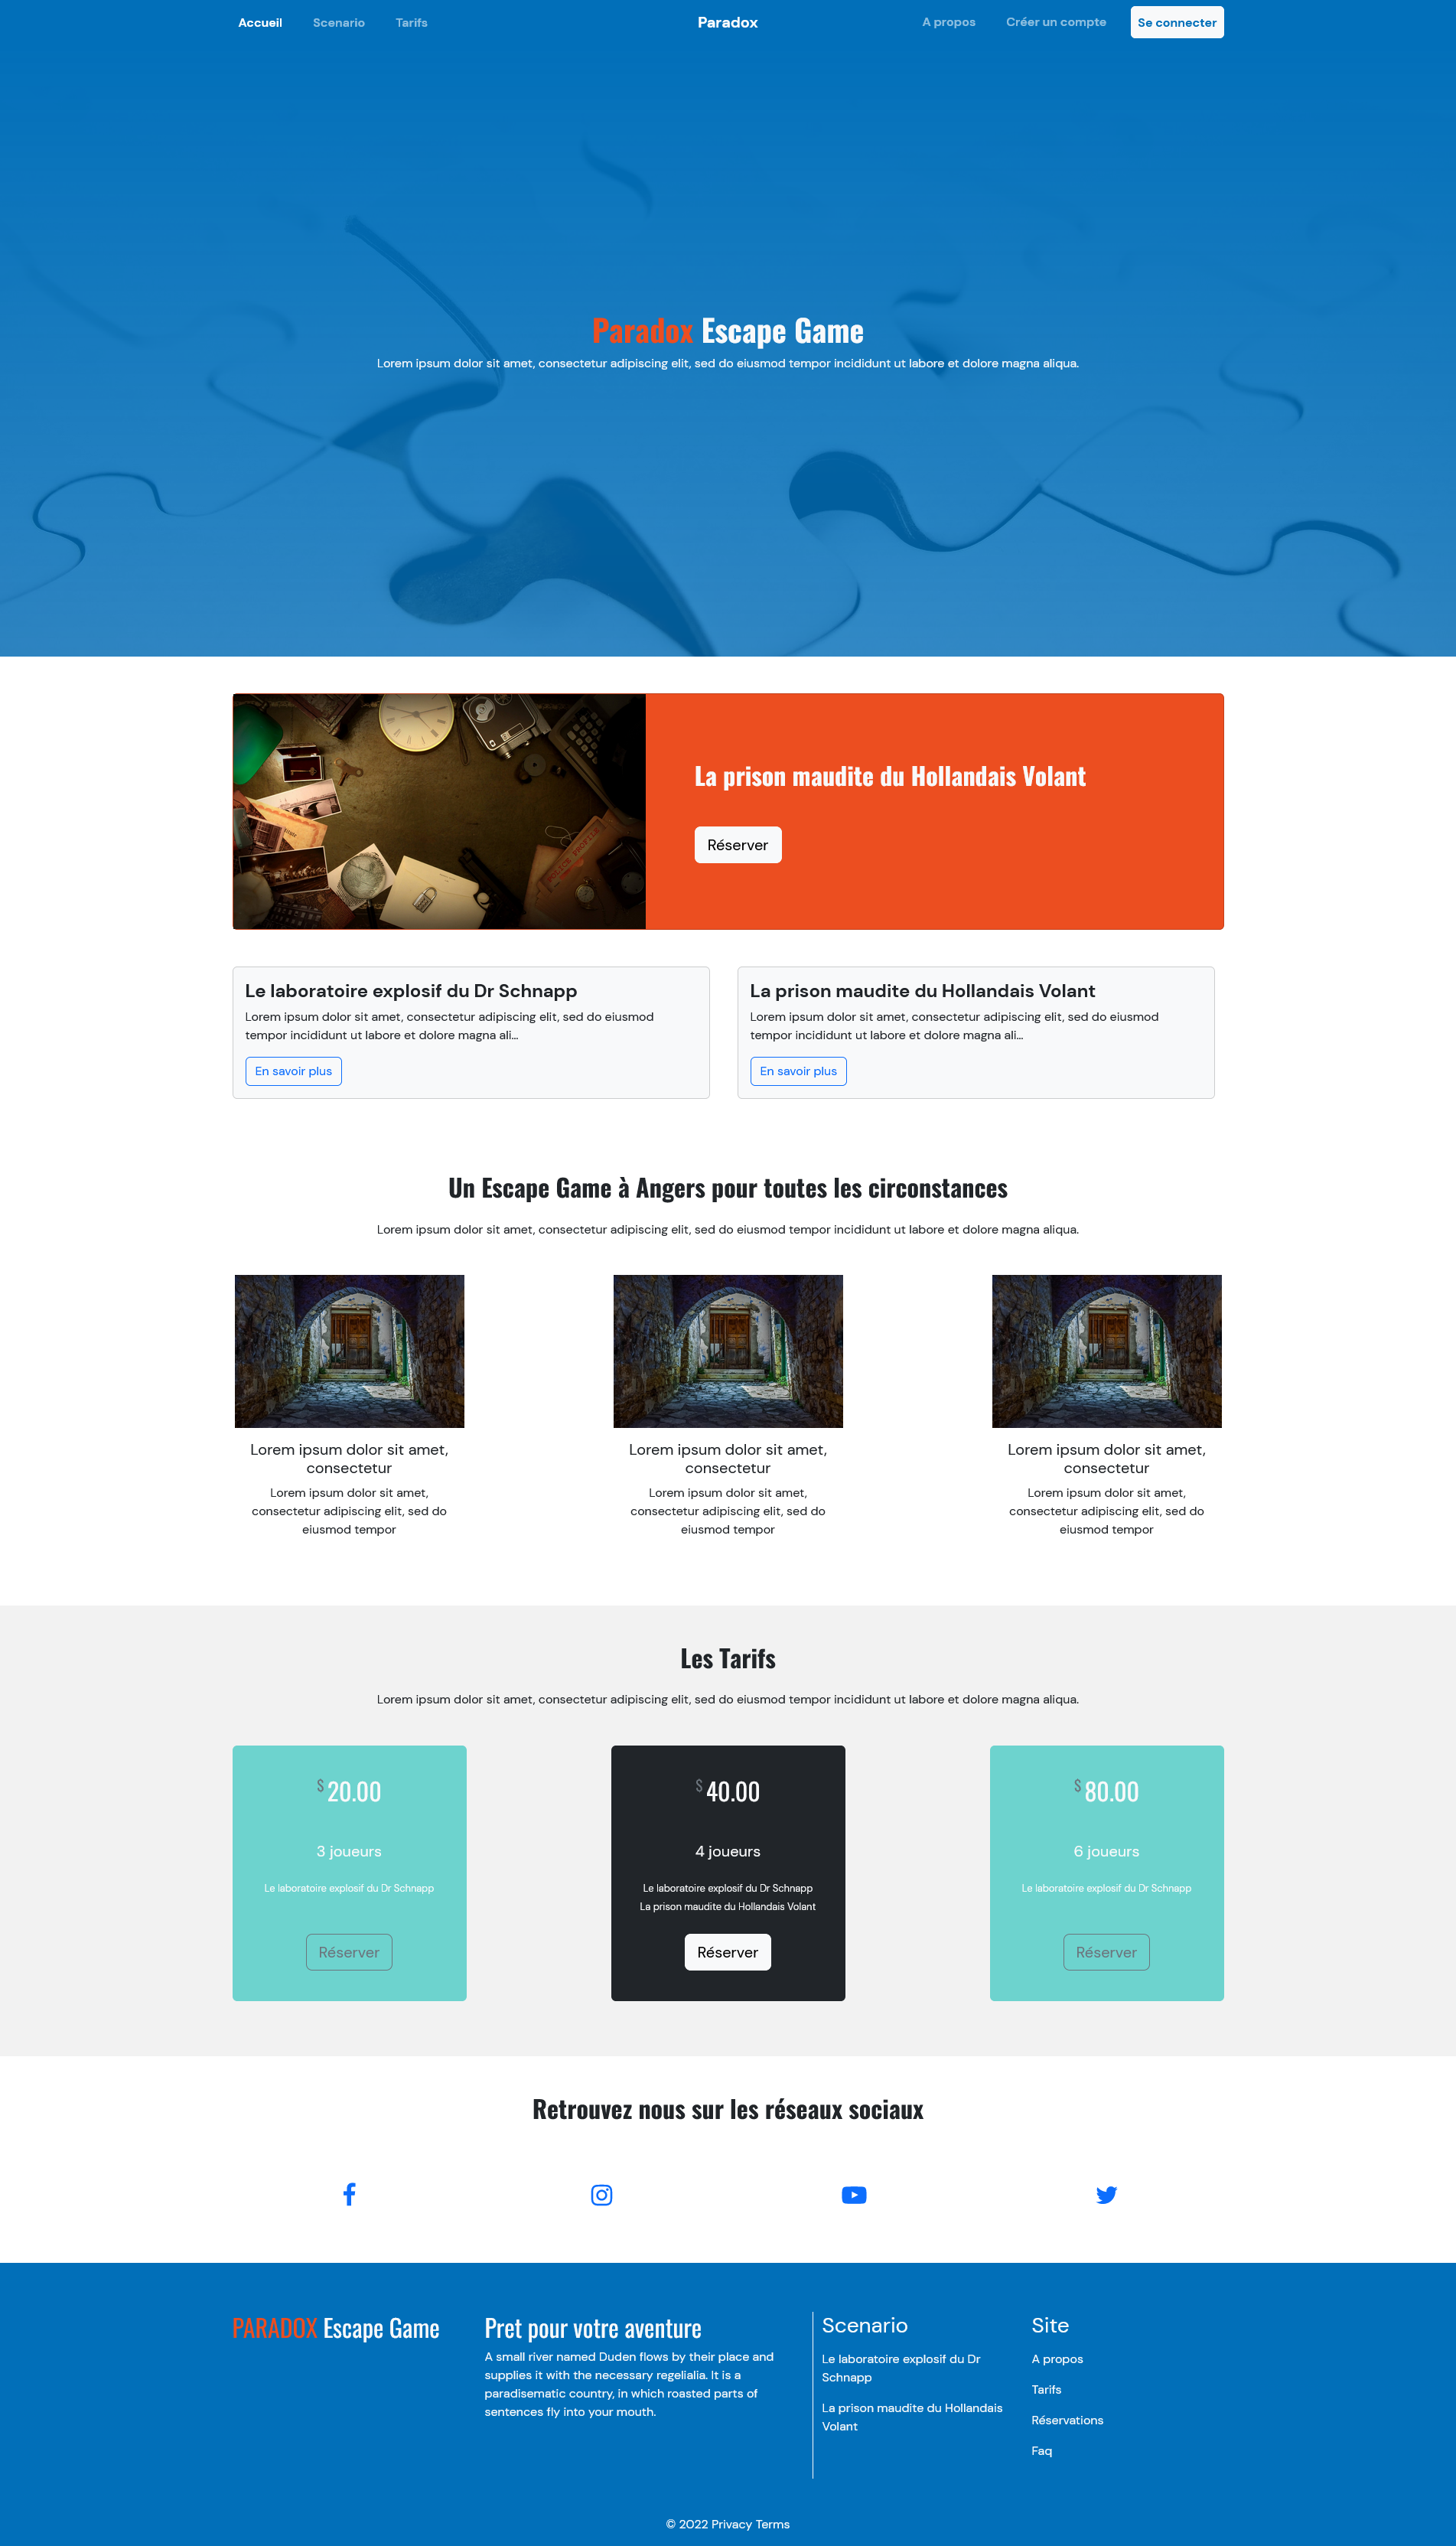 Accueil Scenario Tarifs Paradox A propos Créer un compte Se connecter
Paradox Escape Game
Lorem ipsum dolor sit amet, consectetur adipiscing elit, sed do eiusmod tempor incididunt ut labore et dolore magna aliqua.
La prison maudite du Hollandais Volant
Réserver
Le laboratoire explosif du Dr Schnapp
Lorem ipsum dolor sit amet, consectetur adipiscing elit, sed do eiusmod
tempor incididunt ut labore et dolore magna ali...
En savoir plus
La prison maudite du Hollandais Volant
Lorem ipsum dolor sit amet, consectetur adipiscing elit, sed do eiusmod
tempor incididunt ut labore et dolore magna ali...
En savoir plus
Un Escape Game à Angers pour toutes les circonstances
Lorem ipsum dolor sit amet, consectetur adipiscing elit, sed do eiusmod tempor incididunt ut labore et dolore magna aliqua.
Lorem ipsum dolor sit amet,
consectetur
Lorem ipsum dolor sit amet,
consectetur adipiscing elit, sed do
eiusmod tempor
Lorem ipsum dolor sit amet,
consectetur
Lorem ipsum dolor sit amet,
consectetur adipiscing elit, sed do
eiusmod tempor
Lorem ipsum dolor sit amet,
consectetur
Lorem ipsum dolor sit amet,
consectetur adipiscing elit, sed do
eiusmod tempor
Les Tarifs
Lorem ipsum dolor sit amet, consectetur adipiscing elit, sed do eiusmod tempor incididunt ut labore et dolore magna aliqua.
$ 20.00
3 joueurs
Le laboratoire explosif du Dr Schnapp
Réserver
$ 40.00
4 joueurs
Le laboratoire explosif du Dr Schnapp
La prison maudite du Hollandais Volant
Réserver
$ 80.00
6 joueurs
Le laboratoire explosif du Dr Schnapp
Réserver
Retrouvez nous sur les réseaux sociaux
PARADOX Escape Game
Pret pour votre aventure
A small river named Duden flows by their place and
supplies it with the necessary regelialia. It is a
paradisematic country, in which roasted parts of
sentences fly into your mouth.
Scenario
Le laboratoire explosif du Dr
Schnapp
La prison maudite du Hollandais
Volant
Site
A propos
Tarifs
Réservations
Faq
© 2022 Privacy Terms